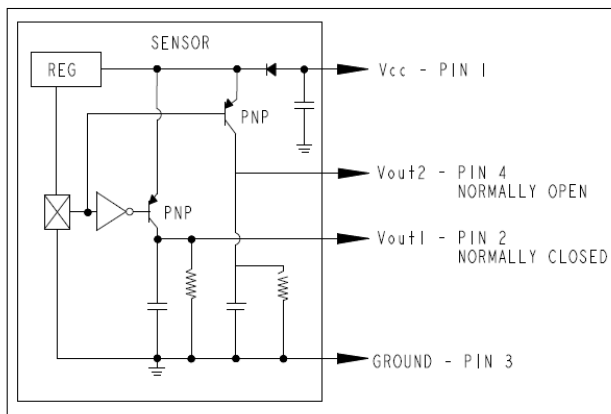 SENSOR
REG
Vcc - PIN 1
PNP
Vout2 - PIN 4
NORMALLY OPEN
PNP
Vout1 - PIN 2
NORMALLY CLOSED
GROUND - PIN 3